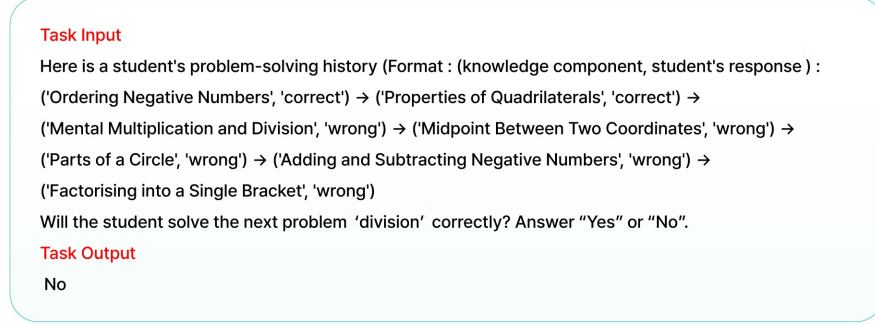 Task Input
Here is a student's problem-solving history (Format : (knowledge component, student's response ) :
('Ordering Negative Numbers', 'correct') → ('Properties of Quadrilaterals', 'correct') →
('Mental Multiplication and Division', 'wrong') → ('Midpoint Between Two Coordinates', 'wrong') →
('Parts of a Circle', 'wrong') → ('Adding and Subtracting Negative Numbers', 'wrong') →
('Factorising into a Single Bracket', 'wrong')
Will the student solve the next problem ‘division’ correctly? Answer “Yes” or “No”.
Task Output
No